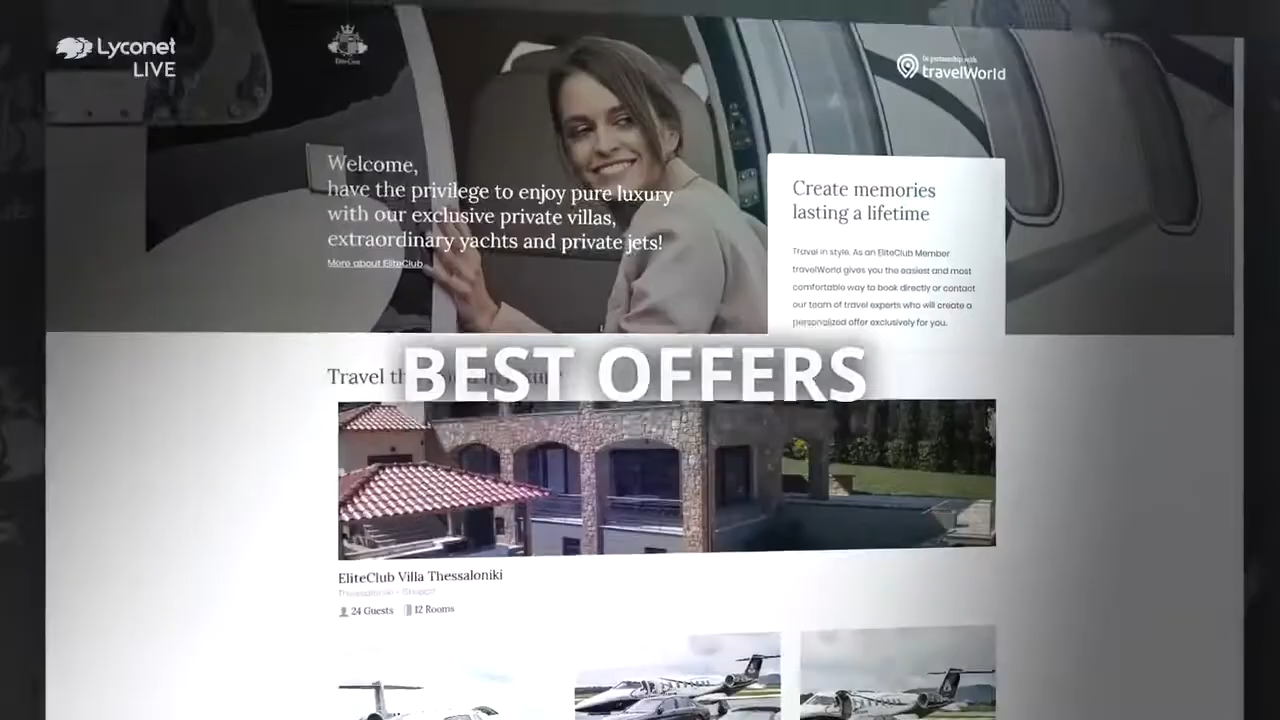 Lyconet
LIVE
EliteClub
in partnership with
travelWorld
Welcome,
have the privilege to enjoy pure luxury
with our exclusive private villas,
extraordinary yachts and private jets!
More about EliteClub
Create memories
lasting a lifetime
Travel in style. As an EliteClub Member
travelWorld gives you the easiest and most
comfortable way to book directly or contact
our team of travel experts who will create a
personalized offer exclusively for you.
Travel
BEST OFFERS
EliteClub Villa Thessaloniki
24 Guests 12 Rooms